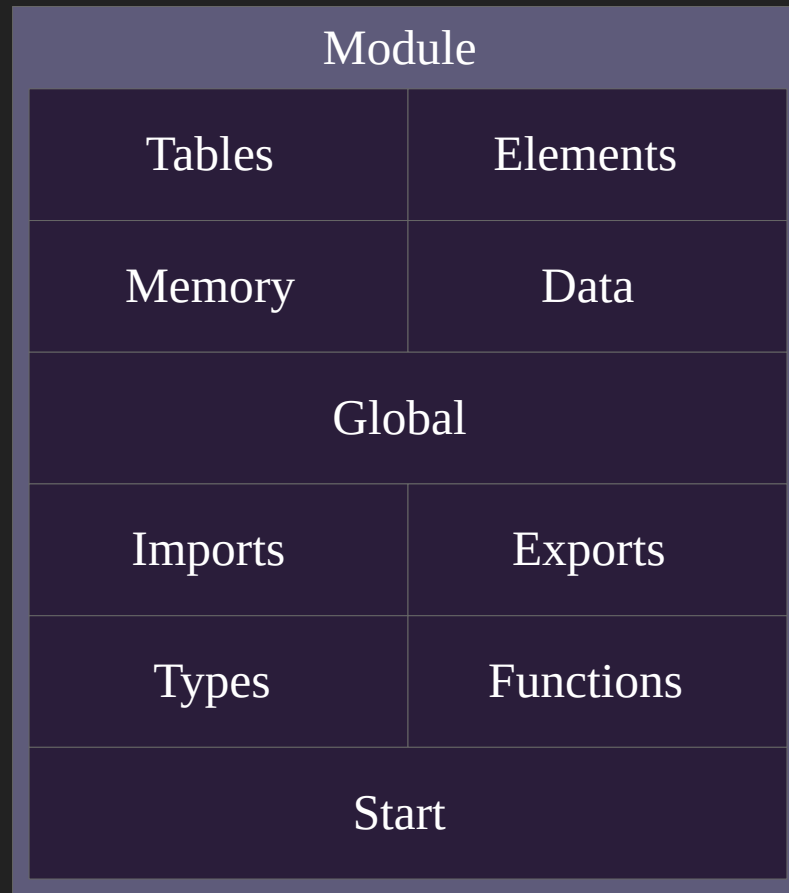 Module
Tables Elements
Memory Data
Global
Imports Exports
Types Functions
Start